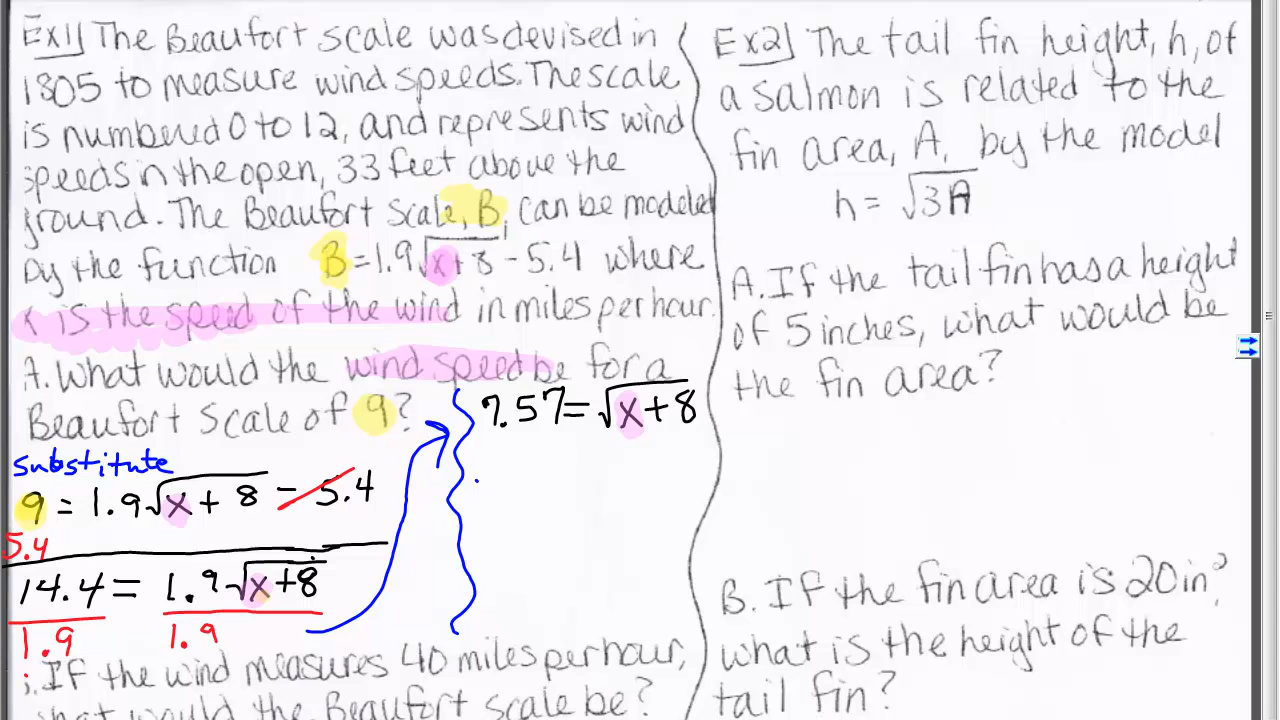 Ex1] The Beaufort scale was devised in
1805 to measure wind speeds. The scale
is numbered 0 to 12, and represents wind
speeds in the open, 33 feet above the
ground. The Beaufort Scale, B, can be modeled
by the function B = 1.9√(x+8) - 5.4 where
x is the speed of the wind in miles per hour.
A. What would the wind speed be for a
Beaufort Scale of 9?
substitute
9 = 1.9√(x+8) - 5.4
5.4
14.4 = 1.9√(x+8)
1.9 1.9
7.57 = √(x+8)
If the wind measures 40 miles per hour,
what would the Beaufort scale be?
Ex2] The tail fin height, h, of
a salmon is related to the
fin area, A, by the model
h = √3A
A. If the tail fin has a height
of 5 inches, what would be
the fin area?
B. If the fin area is 20 in²,
what is the height of the
tail fin?